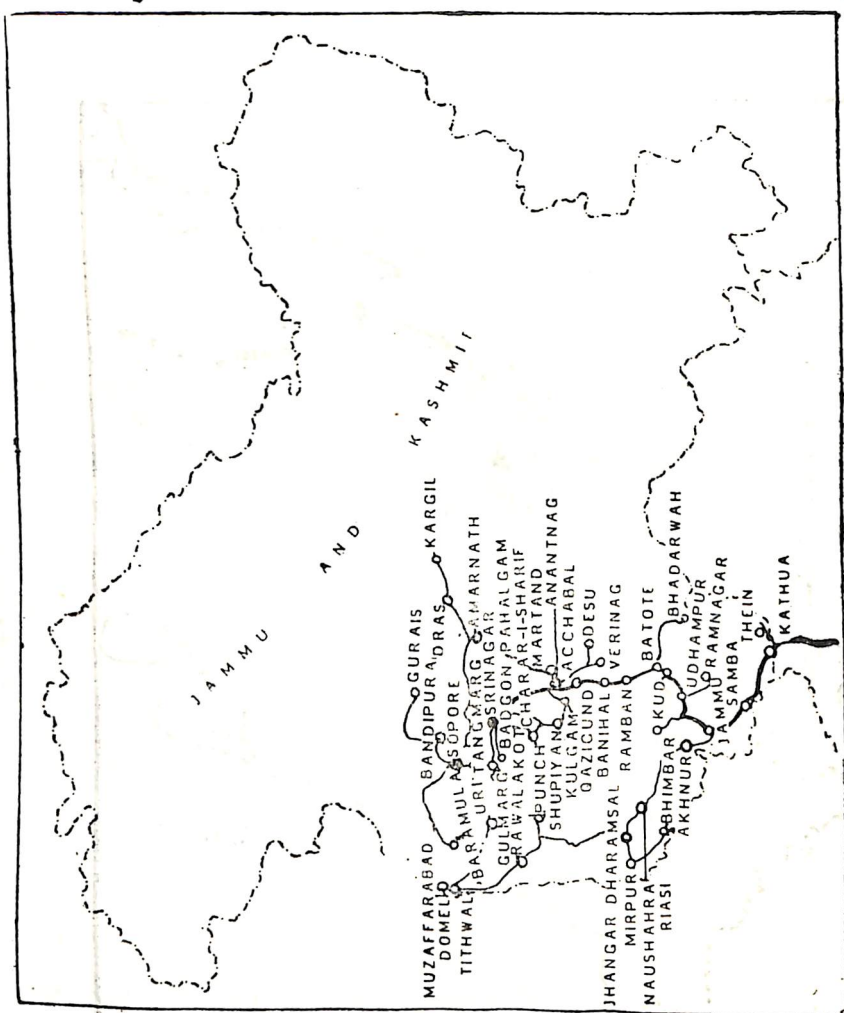 JAMMU AND KASHMIR
GURAIS
BANDIPURA
DRAS
KARGIL
SOPORE
BARAMULA
URI
TANGMARG
AMARNATH
SRINAGAR
GULMARG
BADGON
PAHALGAM
RAWALAKOT
CHARAR-I-SHARIF
PUNCH
MARTAND
SHUPIYAN
ANANTNAG
KULGAM
ACCHABAL
QAZIGUND
DESU
BANIHAL
VERINAG
RAMBAN
BATOTE
KUD
BHADARWAH
UDHAMPUR
RAMNAGAR
JAMMU
SAMBA
THEIN
KATHUA
MUZAFFARABAD
DOMEL
TITHWAL
JHANGAR DHARAMSAL
MIRPUR
NAUSHAHRA
RIASI
BHIMBAR
AKHNUR